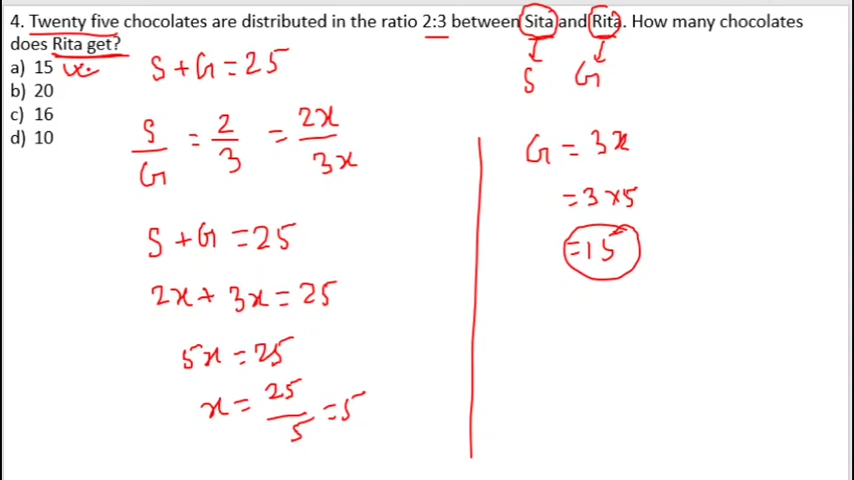 4. Twenty five chocolates are distributed in the ratio 2:3 between Sita and Rita. How many chocolates
does Rita get?
a) 15
b) 20
c) 16
d) 10
S G
S + G = 25
S/G = 2/3 = 2x/3x
S + G = 25
2x + 3x = 25
5x = 25
x = 25/5 = 5
G = 3x
= 3 × 5
= 15